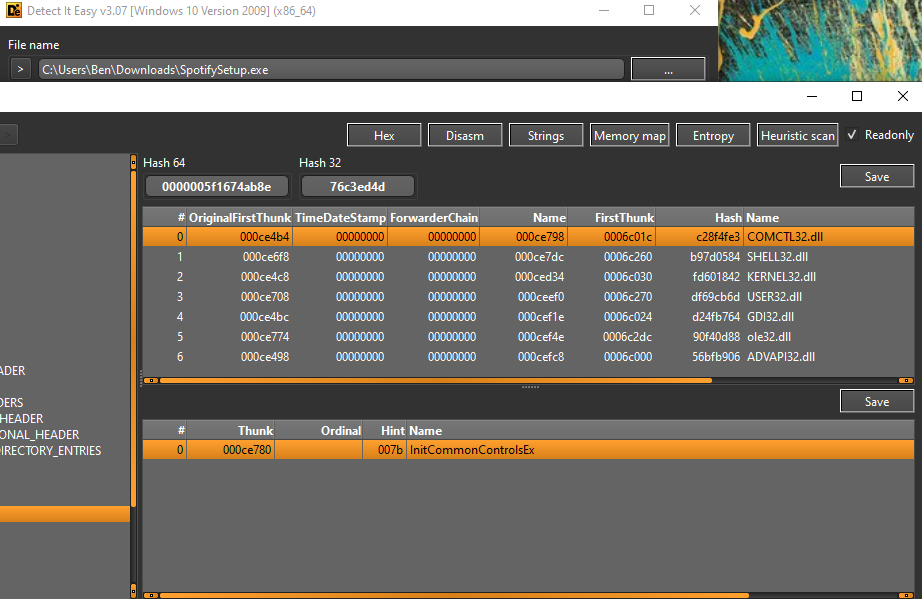 Detect It Easy v3.07 [Windows 10 Version 2009] (x86_64)
File name
> C:\Users\Ben\Downloads\SpotifySetup.exe ...
> Hex Disasm Strings Memory map Entropy Heuristic scan Readonly
Hash 64 Hash 32
0000005f1674ab8e 76c3ed4d Save
# OriginalFirstThunk TimeDateStamp ForwarderChain Name FirstThunk Hash Name
0 000ce4b4 00000000 00000000 000ce798 0006c01c c28f4fe3 COMCTL32.dll
1 000ce6f8 00000000 00000000 000ce7dc 0006c260 b97d0584 SHELL32.dll
2 000ce4c8 00000000 00000000 000ced34 0006c030 fd601842 KERNEL32.dll
3 000ce708 00000000 00000000 000ceef0 0006c270 df69cb6d USER32.dll
4 000ce4bc 00000000 00000000 000cef1e 0006c024 d24fb764 GDI32.dll
5 000ce774 00000000 00000000 000cef4e 0006c2dc 90f40d88 ole32.dll
6 000ce498 00000000 00000000 000cefc8 0006c000 56bfb906 ADVAPI32.dll
ADER
DERS
HEADER
ONAL_HEADER
IRECTORY_ENTRIES
Save
# Thunk Ordinal Hint Name
0 000ce780 007b InitCommonControlsEx